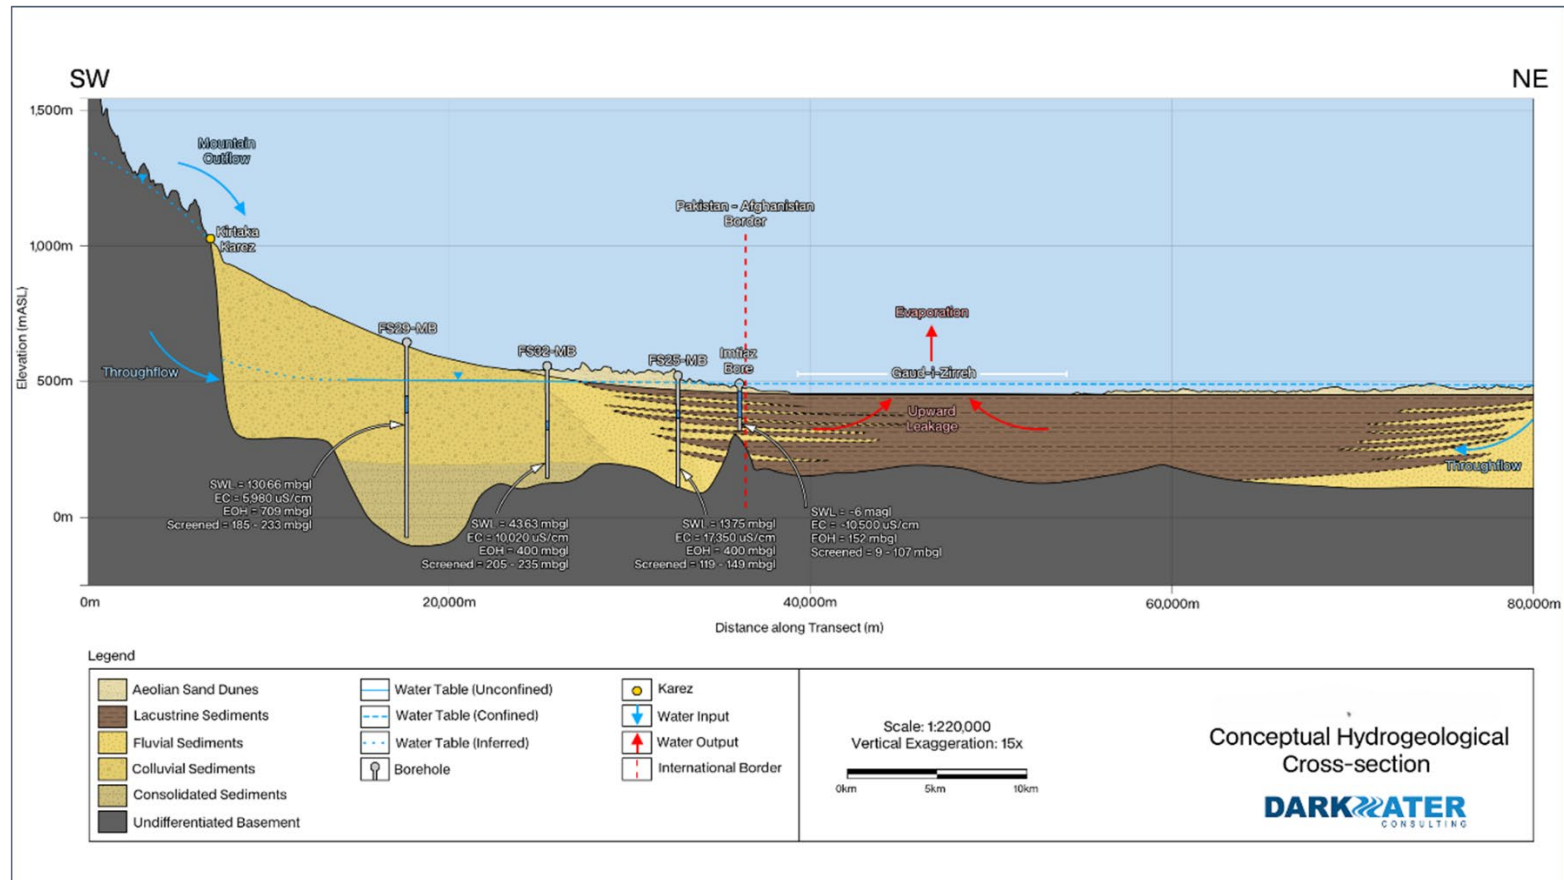 SW
NE
1,500m
1,000m
500m
0m
Elevation (mASL)
Mountain
Outflow
Kirtaka
Karez
Throughflow
FS29-MB
FS32-MB
FS25-MB
Imtiaz
Bore
Pakistan - Afghanistan
Border
Evaporation
Gaud-i-Zirreh
Upward
Leakage
Throughflow
SWL = 130.66 mbgl
EC = 5,980 uS/cm
EOH = 709 mbgl
Screened = 185 - 233 mbgl
SWL = 43.63 mbgl
EC = 10,020 uS/cm
EOH = 400 mbgl
Screened = 205 - 235 mbgl
SWL = 13.75 mbgl
EC = 17,350 uS/cm
EOH = 400 mbgl
Screened = 119 - 149 mbgl
SWL = ~6 magl
EC = ~10,500 uS/cm
EOH = 152 mbgl
Screened = 9 - 107 mbgl
0m
20,000m
40,000m
60,000m
80,000m
Distance along Transect (m)
Legend
Aeolian Sand Dunes
Lacustrine Sediments
Fluvial Sediments
Colluvial Sediments
Consolidated Sediments
Undifferentiated Basement
Water Table (Unconfined)
Water Table (Confined)
Water Table (Inferred)
Borehole
Karez
Water Input
Water Output
International Border
Scale: 1:220,000
Vertical Exaggeration: 15x
0km
5km
10km
Conceptual Hydrogeological
Cross-section
DARKWATER
CONSULTING